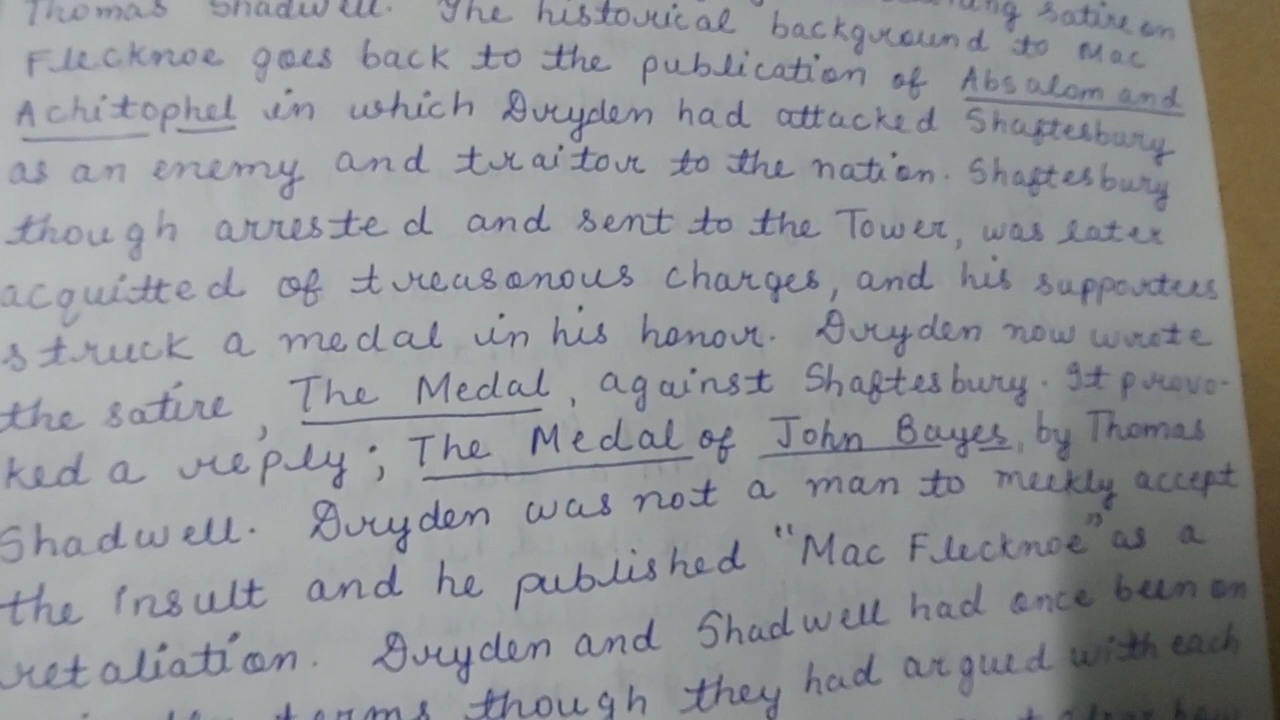 Thomas Shadwell. The historical background to Mac
satire on
Flecknoe goes back to the publication of Absalom and
Achitophel in which Dryden had attacked Shaftesbury
as an enemy and traitor to the nation. Shaftesbury
though arrested and sent to the Tower, was later
acquitted of treasonous charges, and his supporters
struck a medal in his honour. Dryden now wrote
the satire, The Medal, against Shaftesbury. It provo-
ked a reply; The Medal of John Bayes, by Thomas
Shadwell. Dryden was not a man to meekly accept
the insult and he published "Mac Flecknoe" as a
retaliation. Dryden and Shadwell had once been on
terms though they had argued with each